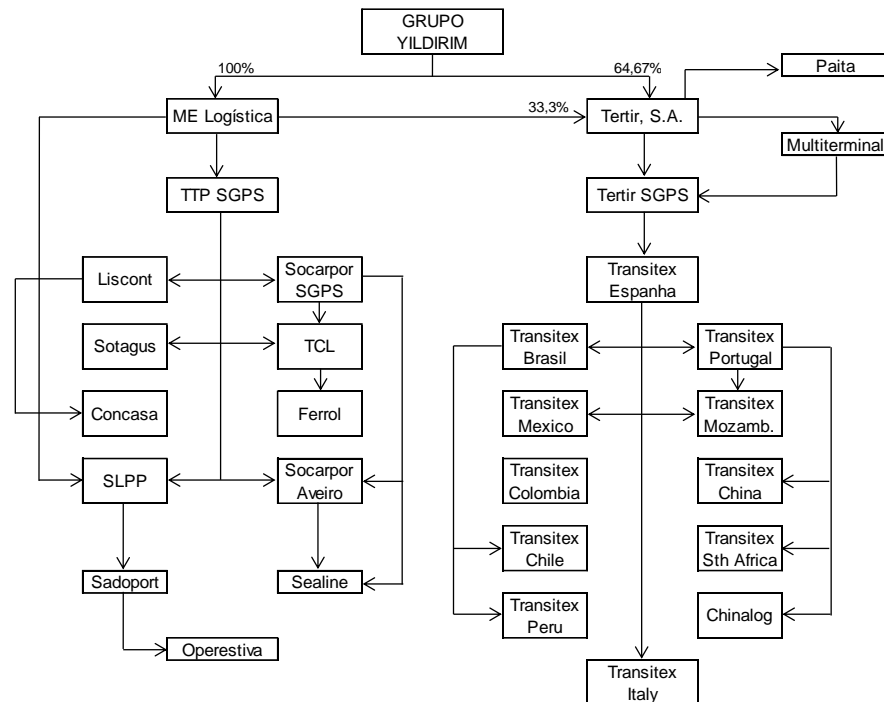 GRUPO
YILDIRIM
100%
64,67%
Paita
ME Logística
33,3%
Tertir, S.A.
Multiterminal
TTP SGPS
Tertir SGPS
Liscont
Socarpor
SGPS
Transitex
Espanha
Sotagus
TCL
Transitex
Brasil
Transitex
Portugal
Concasa
Ferrol
Transitex
Mexico
Transitex
Mozamb.
SLPP
Socarpor
Aveiro
Transitex
Colombia
Transitex
China
Transitex
Chile
Transitex
Sth Africa
Sadoport
Sealine
Transitex
Peru
Chinalog
Operestiva
Transitex
Italy